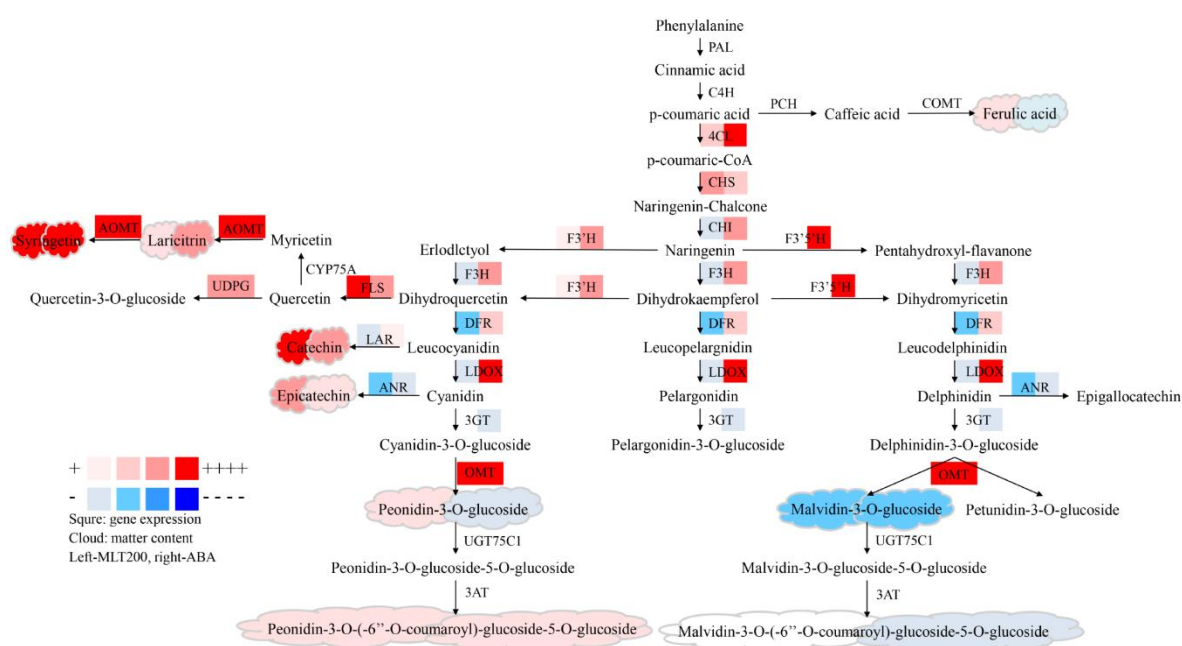 Phenylalanine
PAL
Cinnamic acid
C4H
p-coumaric acid
PCH
Caffeic acid
COMT
Ferulic acid
4CL
p-coumaric-CoA
CHS
Naringenin-Chalcone
CHI
Syringetin
AOMT
Laricitrin
AOMT
Myricetin
Erlodlctyol
F3'H
Naringenin
F3'5'H
Pentahydroxyl-flavanone
CYP75A
F3H
F3H
F3H
Quercetin-3-O-glucoside
UDPG
Quercetin
FLS
Dihydroquercetin
F3'H
Dihydrokaempferol
F3'5'H
Dihydromyricetin
DFR
DFR
DFR
Catechin
LAR
Leucocyanidin
Leucopelargnidin
Leucodelphinidin
LDOX
LDOX
LDOX
Epicatechin
ANR
Cyanidin
Pelargonidin
Delphinidin
ANR
Epigallocatechin
3GT
3GT
3GT
Cyanidin-3-O-glucoside
Pelargonidin-3-O-glucoside
Delphinidin-3-O-glucoside
OMT
OMT
Peonidin-3-O-glucoside
Malvidin-3-O-glucoside
Petunidin-3-O-glucoside
UGT75C1
UGT75C1
Peonidin-3-O-glucoside-5-O-glucoside
Malvidin-3-O-glucoside-5-O-glucoside
3AT
3AT
Peonidin-3-O-(-6''-O-coumaroyl)-glucoside-5-O-glucoside
Malvidin-3-O-(-6''-O-coumaroyl)-glucoside-5-O-glucoside
+ ++++
- - - - -
Squre: gene expression
Cloud: matter content
Left-MLT200, right-ABA